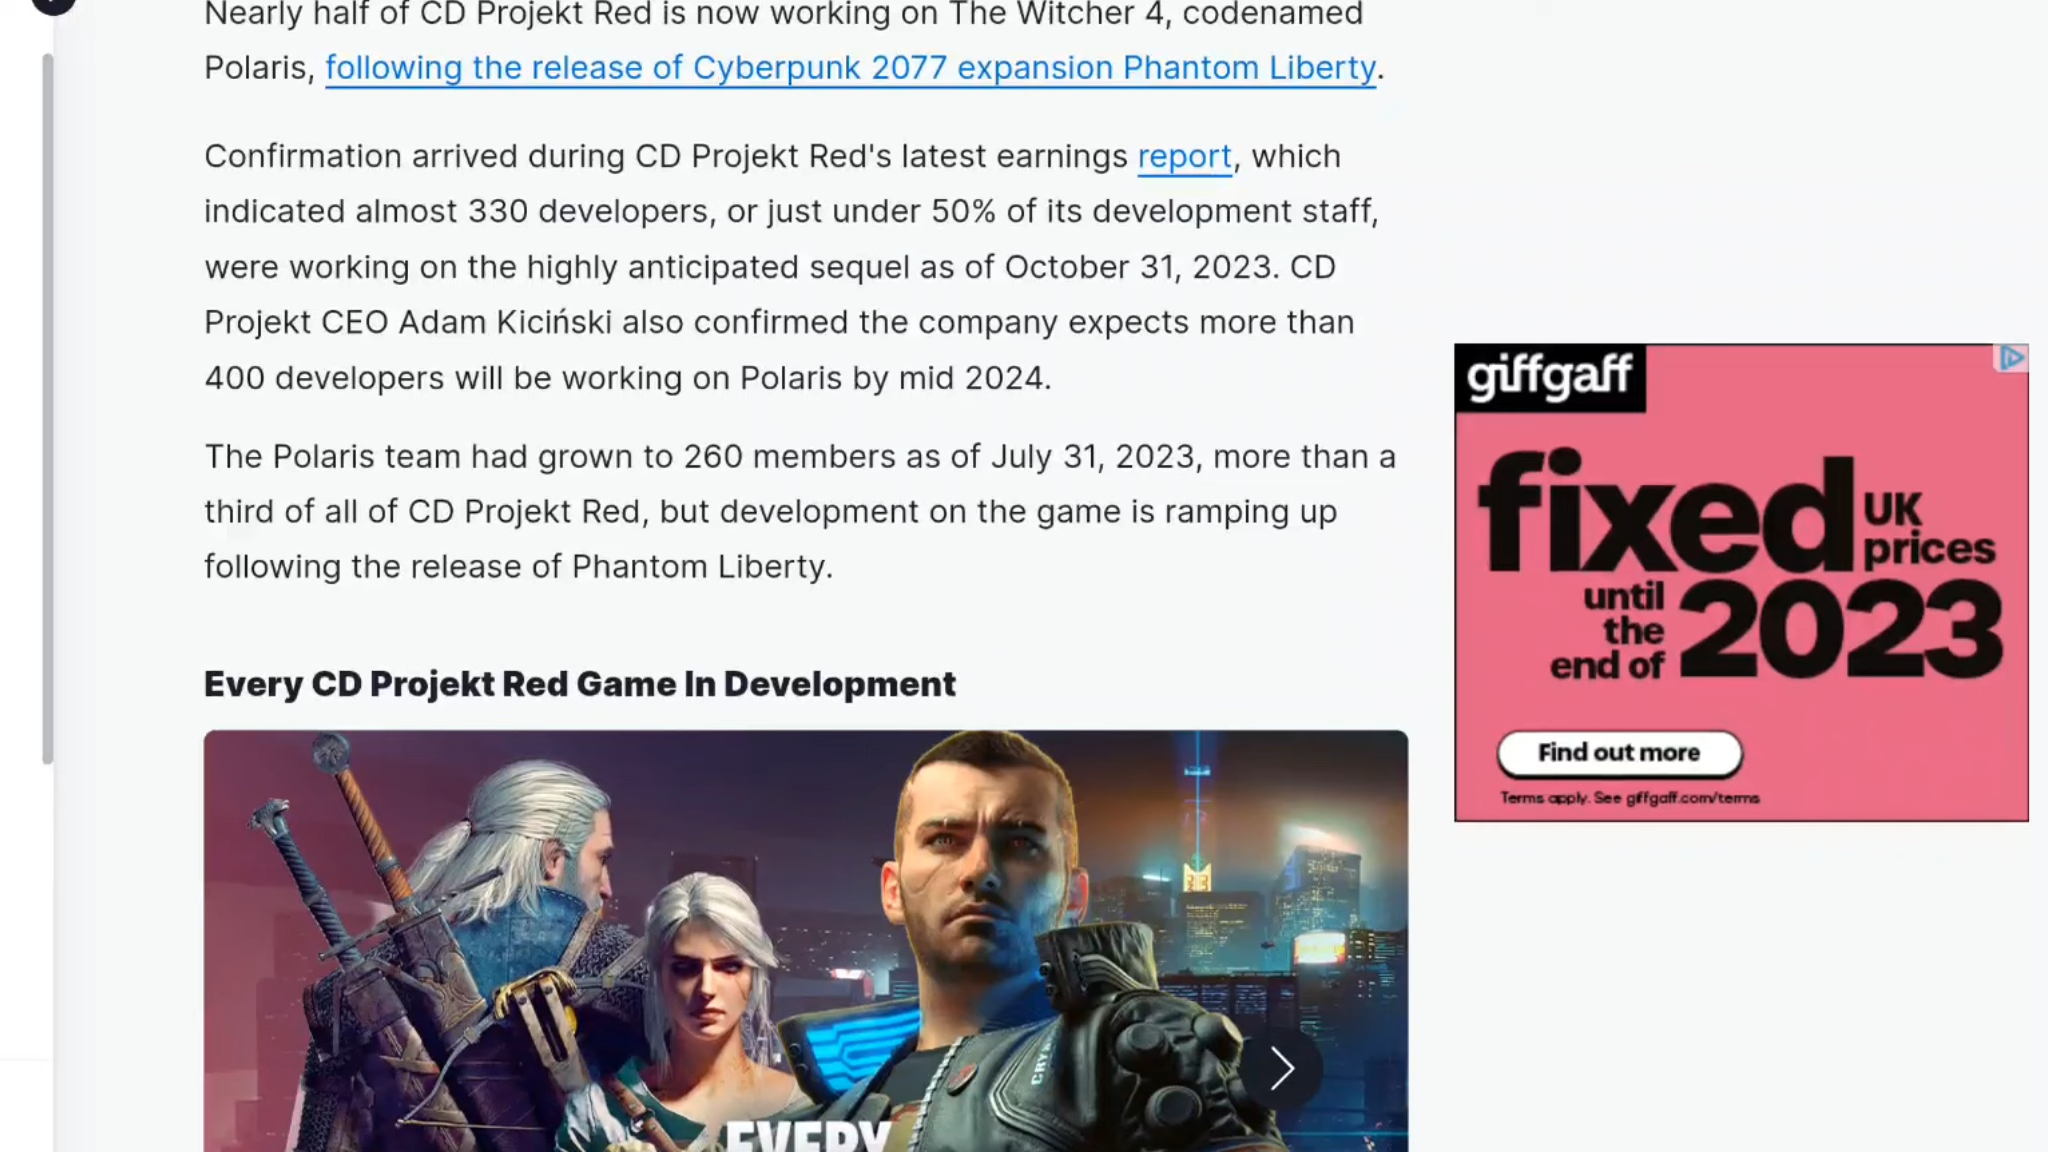 Nearly half of CD Projekt Red is now working on The Witcher 4, codenamed
Polaris, following the release of Cyberpunk 2077 expansion Phantom Liberty.
Confirmation arrived during CD Projekt Red's latest earnings report, which
indicated almost 330 developers, or just under 50% of its development staff,
were working on the highly anticipated sequel as of October 31, 2023. CD
Projekt CEO Adam Kiciński also confirmed the company expects more than
400 developers will be working on Polaris by mid 2024.
The Polaris team had grown to 260 members as of July 31, 2023, more than a
third of all of CD Projekt Red, but development on the game is ramping up
following the release of Phantom Liberty.
Every CD Projekt Red Game In Development
EVERY
giffgaff
fixed UK prices
until the end of 2023
Find out more
Terms apply. See giffgaff.com/terms